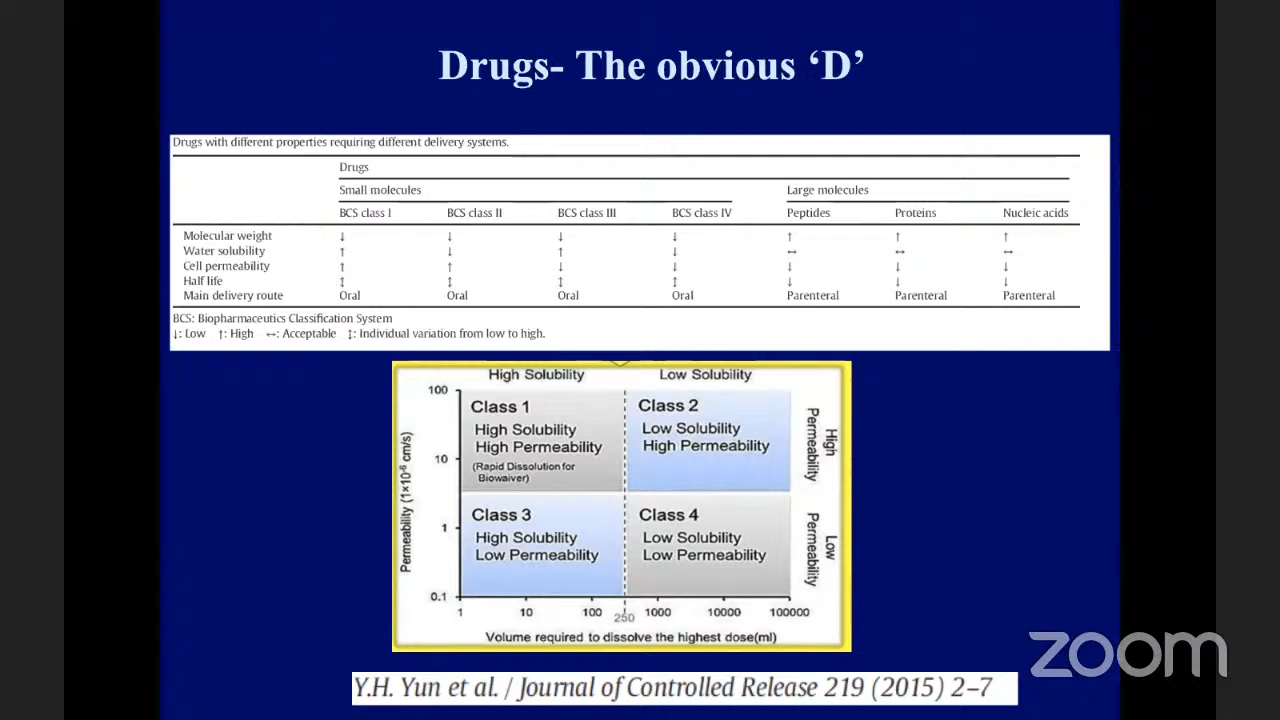 Drugs- The obvious ‘D’
Drugs with different properties requiring different delivery systems.
Drugs
Small molecules Large molecules
BCS class I BCS class II BCS class III BCS class IV Peptides Proteins Nucleic acids
Molecular weight ↓ ↓ ↓ ↓ ↑ ↑ ↑
Water solubility ↑ ↓ ↑ ↓ ↔ ↔ ↔
Cell permeability ↑ ↑ ↓ ↓ ↓ ↓ ↓
Half life ↕ ↕ ↕ ↕ ↓ ↓ ↓
Main delivery route Oral Oral Oral Oral Parenteral Parenteral Parenteral
BCS: Biopharmaceutics Classification System
↓: Low ↑: High ↔: Acceptable ↕: Individual variation from low to high.
High Solubility Low Solubility
Permeability (1×10⁻⁶ cm/s)
100
10
1
0.1
Class 1
High Solubility
High Permeability
(Rapid Dissolution for
Biowaiver)
Class 2
Low Solubility
High Permeability
High
Permeability
Class 3
High Solubility
Low Permeability
Class 4
Low Solubility
Low Permeability
Low
Permeability
1 10 100 250 1000 10000 100000
Volume required to dissolve the highest dose(ml)
Y.H. Yun et al. / Journal of Controlled Release 219 (2015) 2–7
zoom